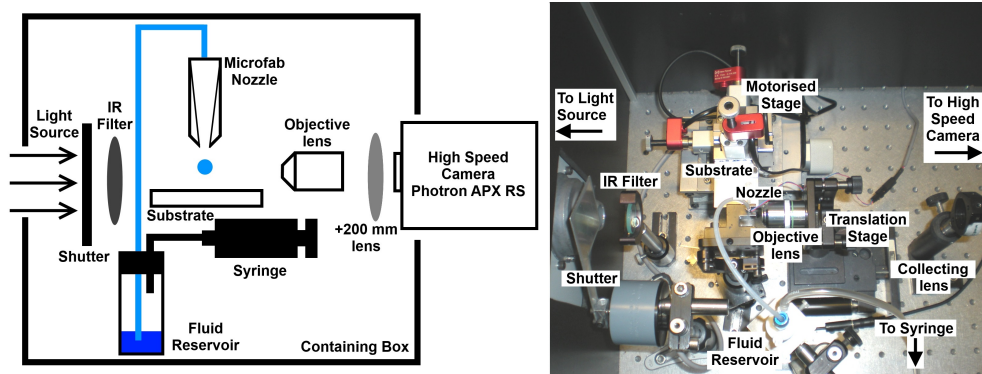 Microfab
Nozzle
Light
Source
IR
Filter
Objective
lens
High Speed
Camera
Photron APX RS
Substrate
+200 mm
lens
Shutter
Syringe
Fluid
Reservoir
Containing Box
To Light
Source
Motorised
Stage
To High
Speed
Camera
Substrate
IR Filter
Nozzle
Translation
Stage
Objective
lens
Shutter
Collecting
lens
To Syringe
Fluid
Reservoir